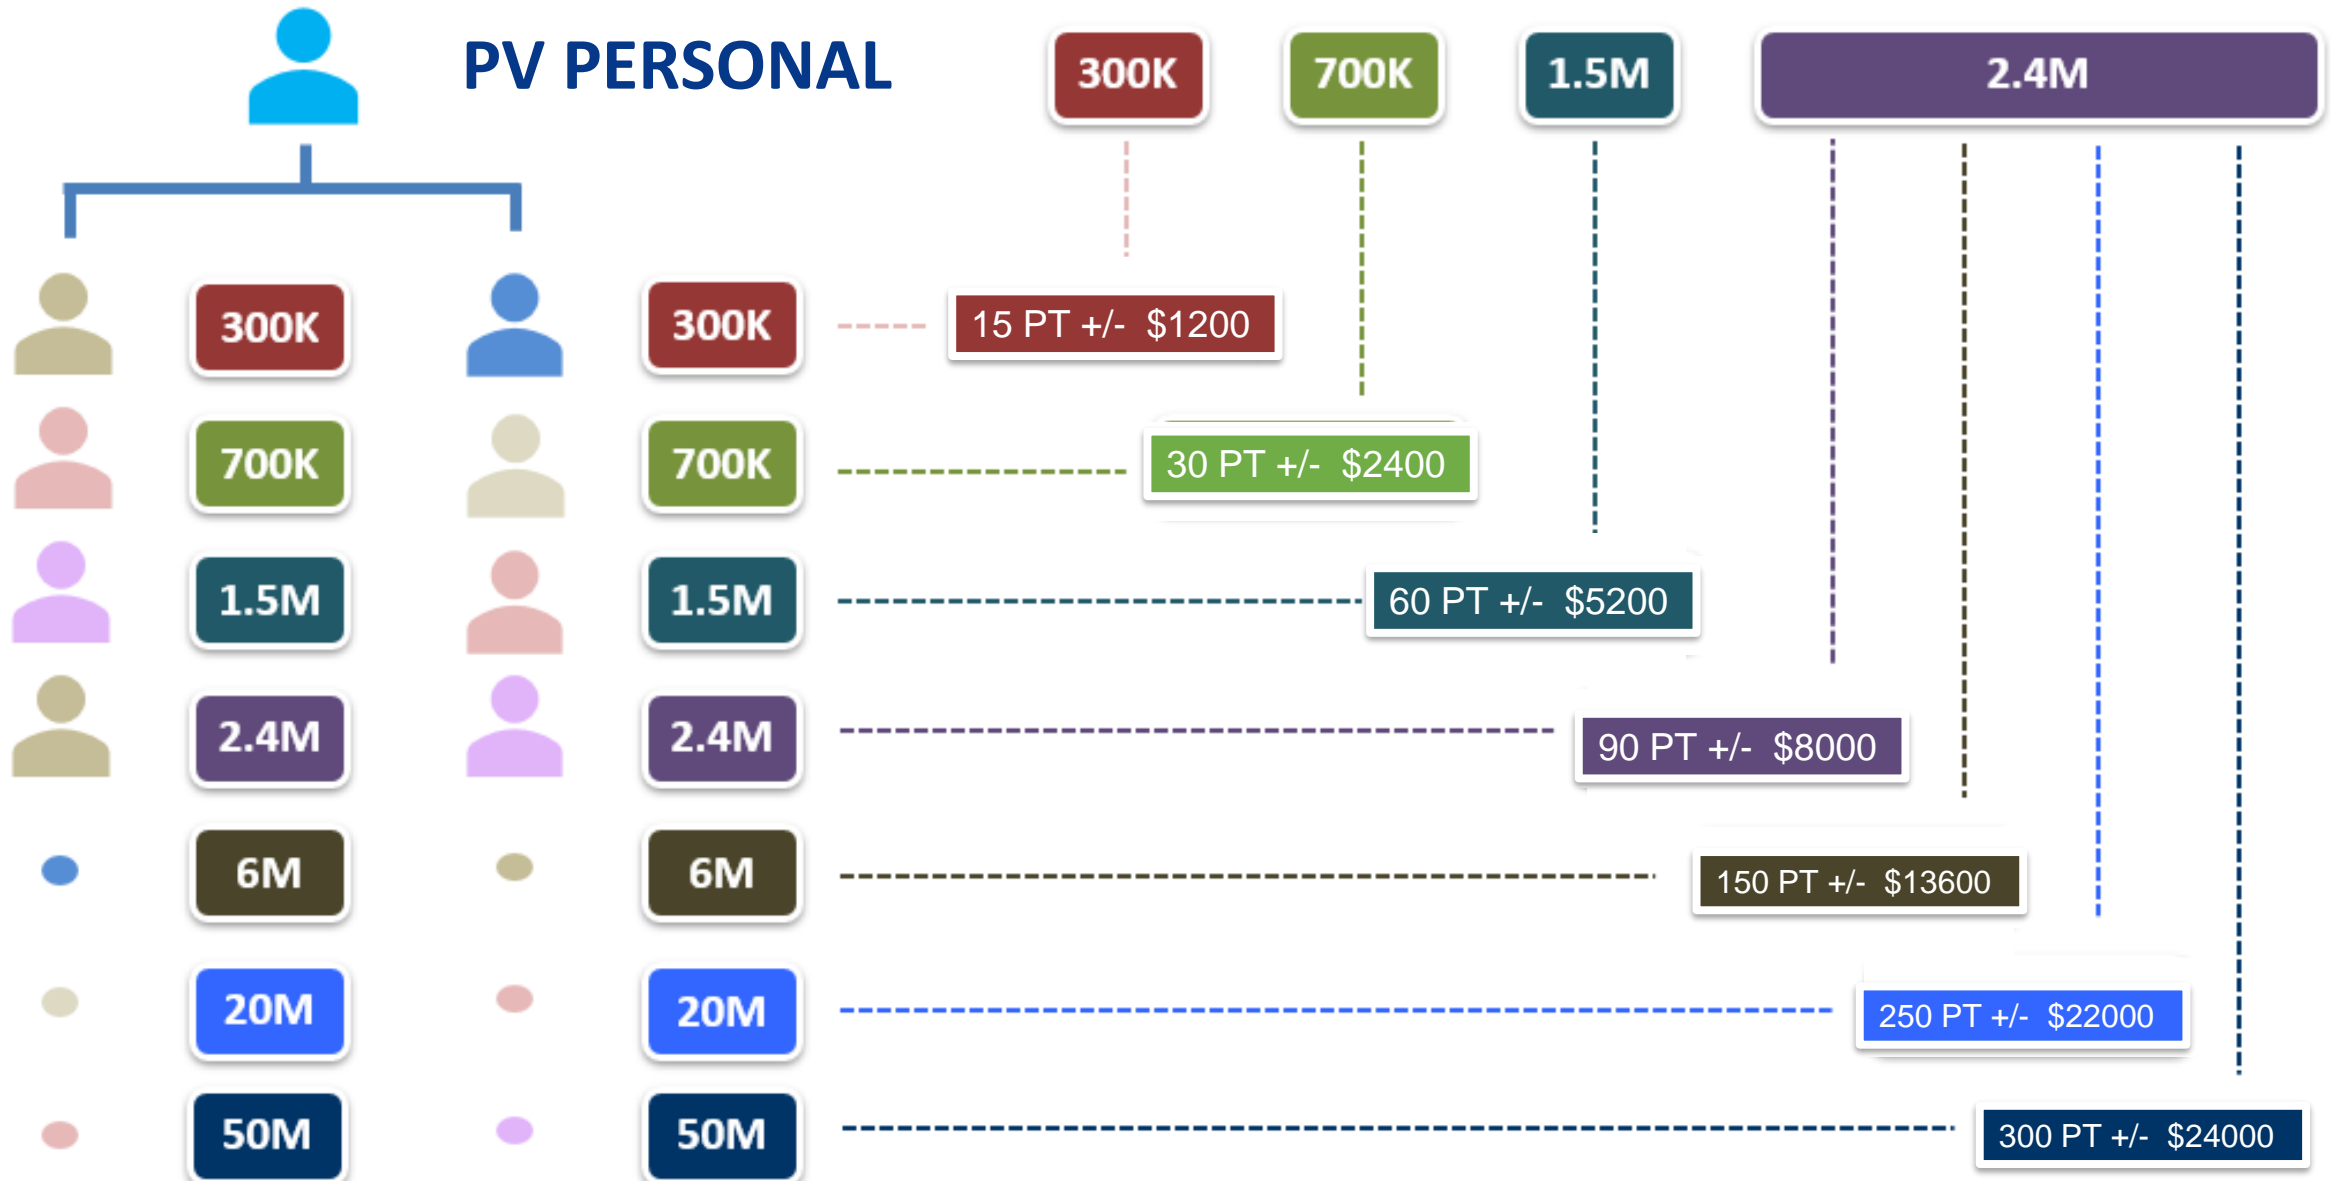 PV PERSONAL
300K 700K 1.5M 2.4M
300K 300K 15 PT +/- $1200
700K 700K 30 PT +/- $2400
1.5M 1.5M 60 PT +/- $5200
2.4M 2.4M 90 PT +/- $8000
6M 6M 150 PT +/- $13600
20M 20M 250 PT +/- $22000
50M 50M 300 PT +/- $24000